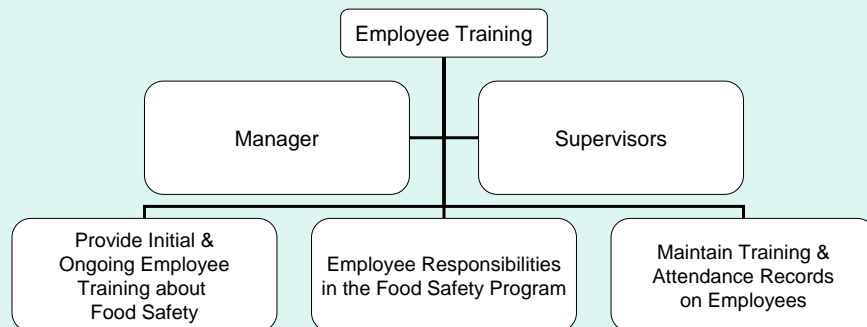 Employee Training
Manager
Supervisors
Provide Initial &
Ongoing Employee
Training about
Food Safety
Employee Responsibilities
in the Food Safety Program
Maintain Training &
Attendance Records
on Employees